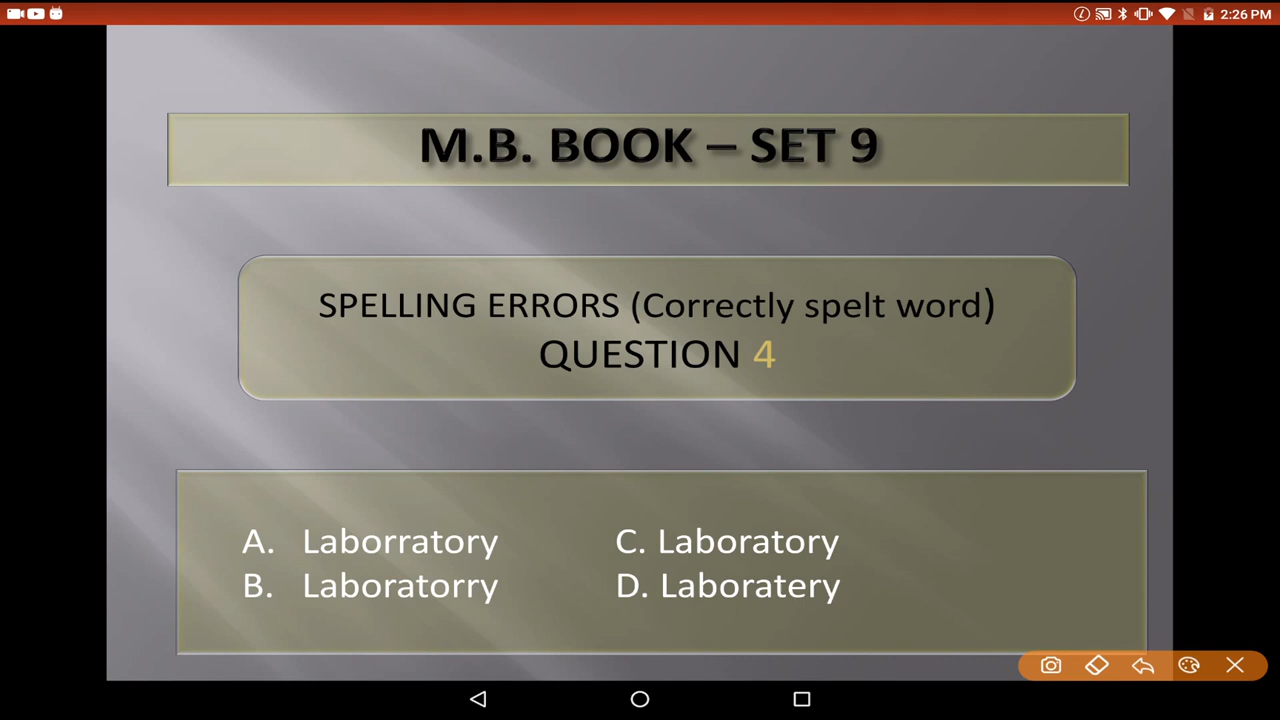 2:26 PM
M.B. BOOK – SET 9
SPELLING ERRORS (Correctly spelt word)
QUESTION 4
A. Laborratory C. Laboratory
B. Laboratorry D. Laboratery